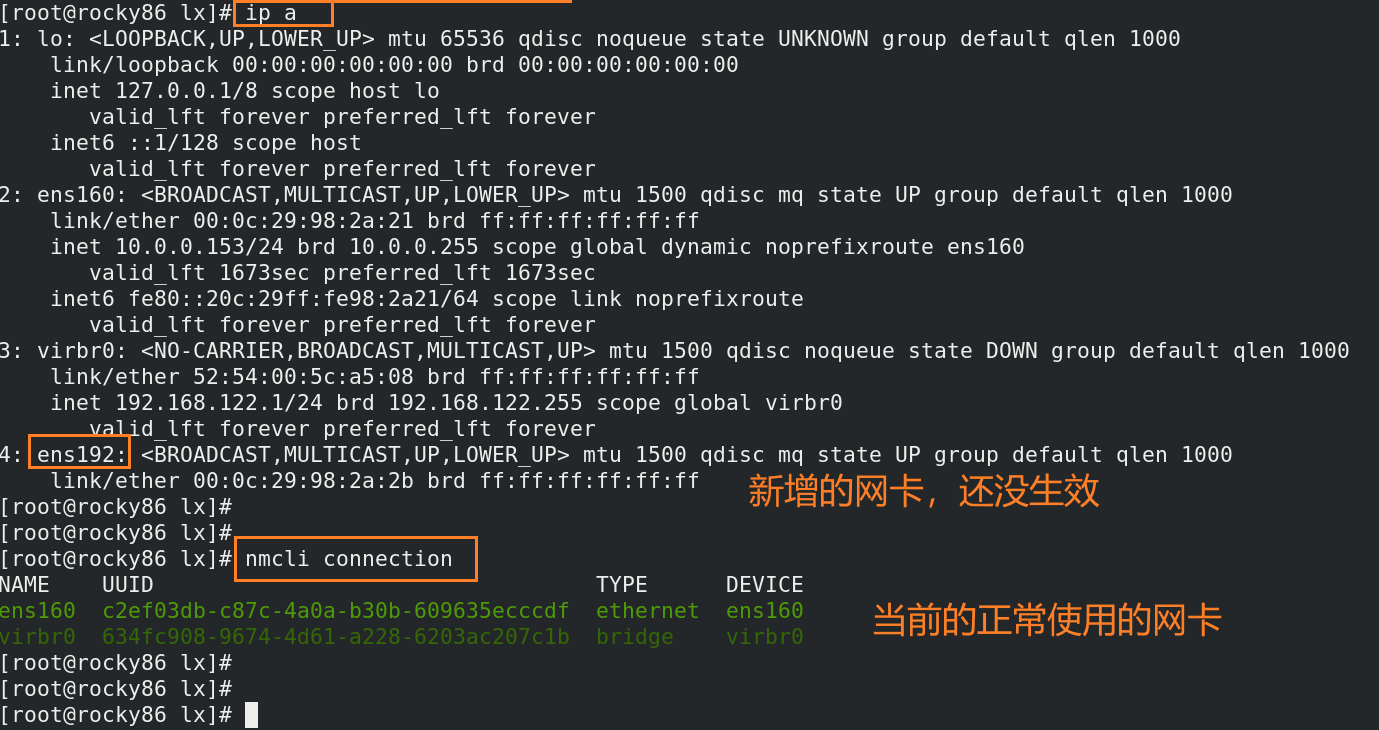 [root@rocky86 lx]# ip a
1: lo: <LOOPBACK,UP,LOWER_UP> mtu 65536 qdisc noqueue state UNKNOWN group default qlen 1000
    link/loopback 00:00:00:00:00:00 brd 00:00:00:00:00:00
    inet 127.0.0.1/8 scope host lo
       valid_lft forever preferred_lft forever
    inet6 ::1/128 scope host
       valid_lft forever preferred_lft forever
2: ens160: <BROADCAST,MULTICAST,UP,LOWER_UP> mtu 1500 qdisc mq state UP group default qlen 1000
    link/ether 00:0c:29:98:2a:21 brd ff:ff:ff:ff:ff:ff
    inet 10.0.0.153/24 brd 10.0.0.255 scope global dynamic noprefixroute ens160
       valid_lft 1673sec preferred_lft 1673sec
    inet6 fe80::20c:29ff:fe98:2a21/64 scope link noprefixroute
       valid_lft forever preferred_lft forever
3: virbr0: <NO-CARRIER,BROADCAST,MULTICAST,UP> mtu 1500 qdisc noqueue state DOWN group default qlen 1000
    link/ether 52:54:00:5c:a5:08 brd ff:ff:ff:ff:ff:ff
    inet 192.168.122.1/24 brd 192.168.122.255 scope global virbr0
       valid_lft forever preferred_lft forever
4: ens192: <BROADCAST,MULTICAST,UP,LOWER_UP> mtu 1500 qdisc mq state UP group default qlen 1000
    link/ether 00:0c:29:98:2a:2b brd ff:ff:ff:ff:ff:ff
新增的网卡，还没生效
[root@rocky86 lx]#
[root@rocky86 lx]#
[root@rocky86 lx]# nmcli connection
NAME    UUID                                  TYPE      DEVICE
ens160  c2ef03db-c87c-4a0a-b30b-609635ecccdf  ethernet  ens160
当前的正常使用的网卡
virbr0  634fc908-9674-4d61-a228-6203ac207c1b  bridge    virbr0
[root@rocky86 lx]#
[root@rocky86 lx]#
[root@rocky86 lx]#